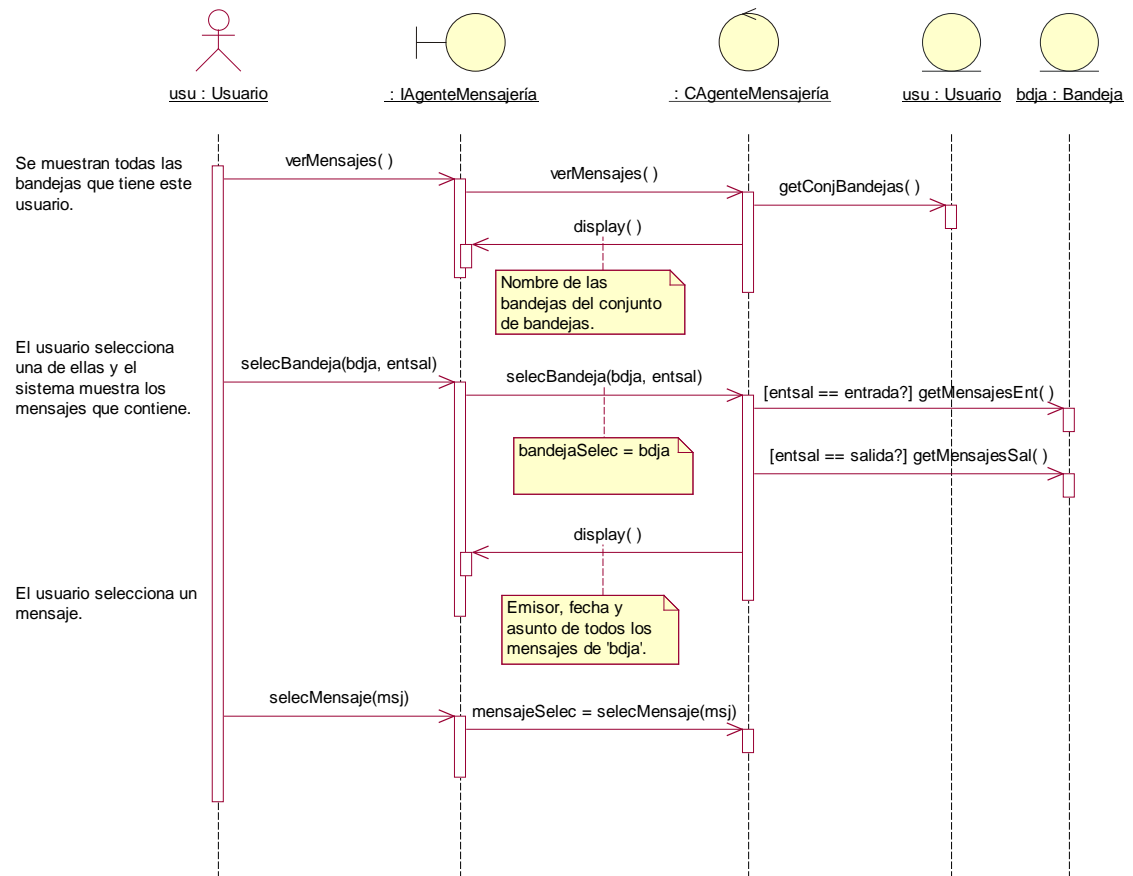 usu : Usuario
: IAgenteMensajería
: CAgenteMensajería
usu : Usuario
bdja : Bandeja
Se muestran todas las
bandejas que tiene este
usuario.
verMensajes( )
verMensajes( )
getConjBandejas( )
display( )
Nombre de las
bandejas del conjunto
de bandejas.
El usuario selecciona
una de ellas y el
sistema muestra los
mensajes que contiene.
selecBandeja(bdja, entsal)
selecBandeja(bdja, entsal)
[entsal == entrada?] getMensajesEnt( )
bandejaSelec = bdja
[entsal == salida?] getMensajesSal( )
display( )
El usuario selecciona un
mensaje.
Emisor, fecha y
asunto de todos los
mensajes de 'bdja'.
selecMensaje(msj)
mensajeSelec = selecMensaje(msj)